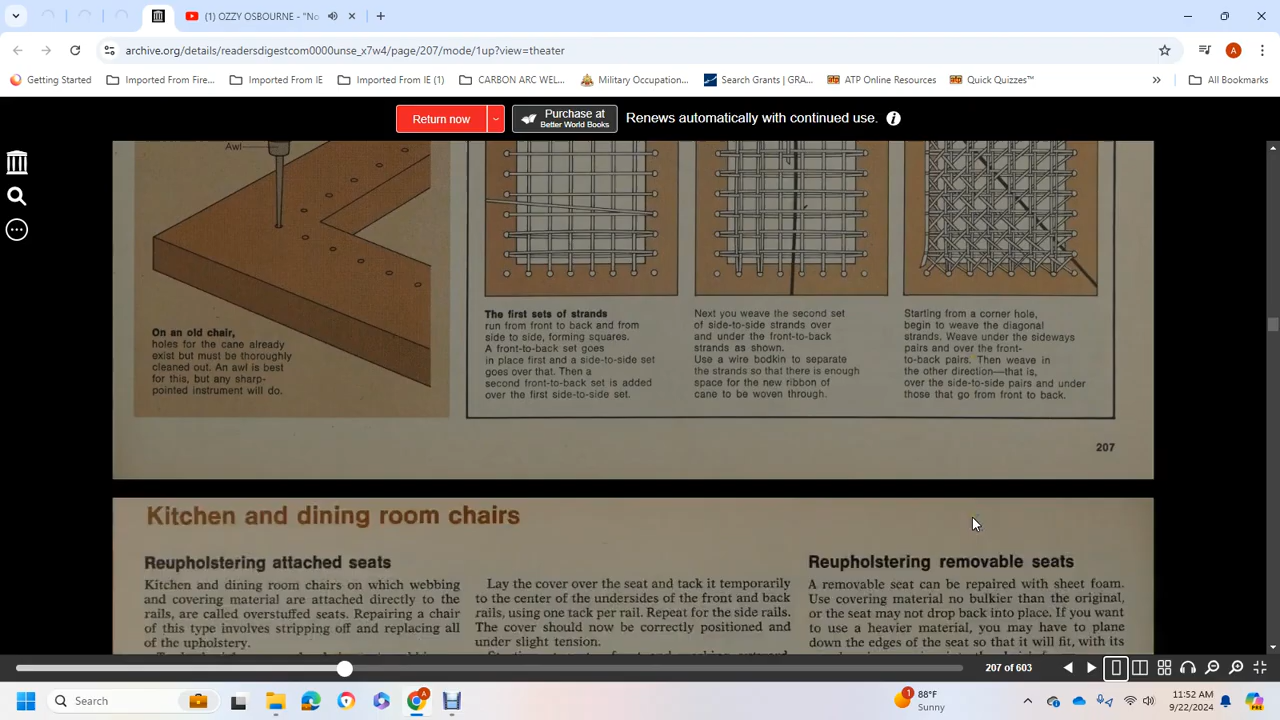 (1) OZZY OSBOURNE - "No
archive.org/details/readersdigestcom0000unse_x7w4/page/207/mode/1up?view=theater
A
Getting Started
Imported From Fire...
Imported From IE
Imported From IE (1)
CARBON ARC WEL...
Military Occupation...
Search Grants | GRA...
ATP Online Resources
Quick Quizzes™
All Bookmarks
Return now
Purchase at
Better World Books
Renews automatically with continued use.
Awl
On an old chair,
holes for the cane already
exist but must be thoroughly
cleaned out. An awl is best
for this, but any sharp-
pointed instrument will do.
The first sets of strands
run from front to back and from
side to side, forming squares.
A front-to-back set goes
in place first and a side-to-side set
goes over that. Then a
second front-to-back set is added
over the first side-to-side set.
Next you weave the second set
of side-to-side strands over
and under the front-to-back
strands as shown.
Use a wire bodkin to separate
the strands so that there is enough
space for the new ribbon of
cane to be woven through.
Starting from a corner hole,
begin to weave the diagonal
strands. Weave under the sideways
pairs and over the front-
to-back pairs. Then weave in
the other direction—that is,
over the side-to-side pairs and under
those that go from front to back.
207
Kitchen and dining room chairs
Reupholstering attached seats
Kitchen and dining room chairs on which webbing
and covering material are attached directly to the
rails, are called overstuffed seats. Repairing a chair
of this type involves stripping off and replacing all
of the upholstery.
Lay the cover over the seat and tack it temporarily
to the center of the undersides of the front and back
rails, using one tack per rail. Repeat for the side rails.
The cover should now be correctly positioned and
under slight tension.
Reupholstering removable seats
A removable seat can be repaired with sheet foam.
Use covering material no bulkier than the original,
or the seat may not drop back into place. If you want
to use a heavier material, you may have to plane
down the edges of the seat so that it will fit, with its
207 of 603
Search
88°F
Sunny
11:52 AM
9/22/2024